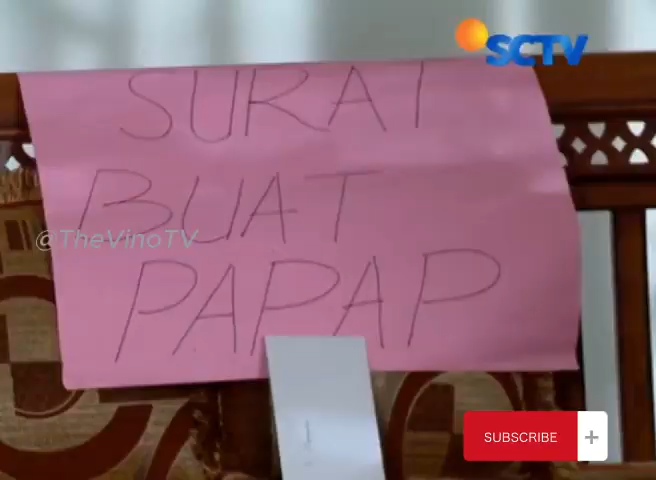 SCTV
SURAT
BUAT
@TheVinoTV
PAPAP
SUBSCRIBE +